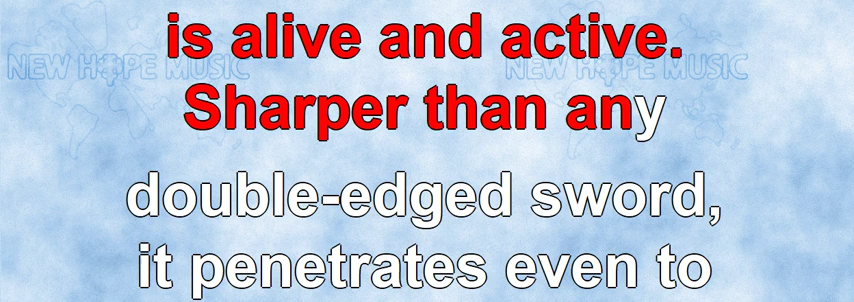 is alive and active.
NEW HOPE MUSIC NEW HOPE MUSIC
Sharper than any
double-edged sword,
it penetrates even to